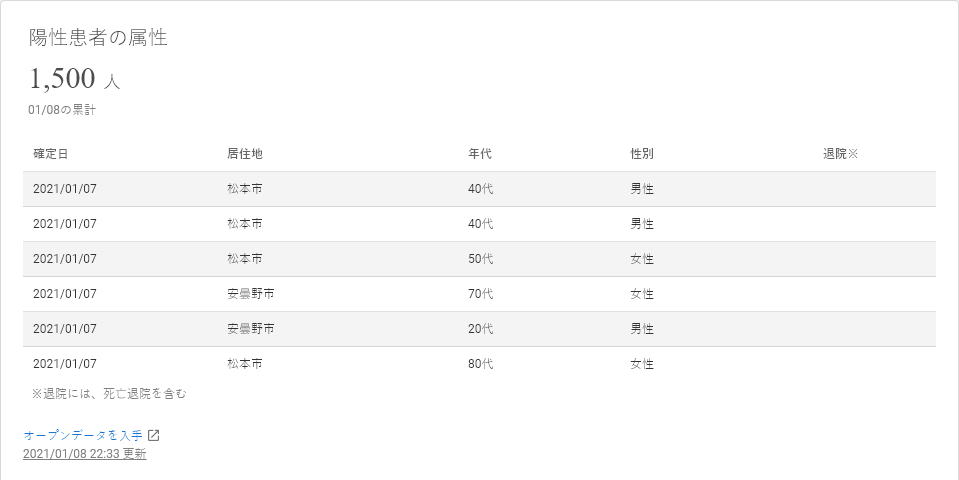 陽性患者の属性
1,500 人
01/08の累計
確定日 居住地 年代 性別 退院※
2021/01/07 松本市 40代 男性
2021/01/07 松本市 40代 男性
2021/01/07 松本市 50代 女性
2021/01/07 安曇野市 70代 女性
2021/01/07 安曇野市 20代 男性
2021/01/07 松本市 80代 女性
※退院には、死亡退院を含む
オープンデータを入手
2021/01/08 22:33 更新